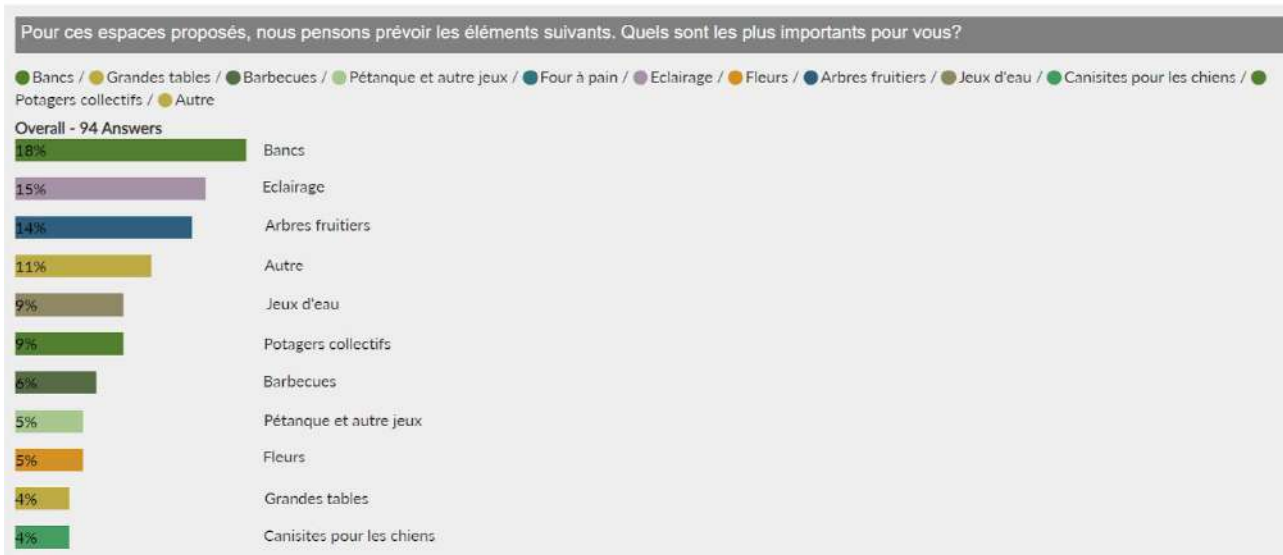 Pour ces espaces proposés, nous pensons prévoir les éléments suivants. Quels sont les plus importants pour vous?
Bancs / Grandes tables / Barbecues / Pétanque et autre jeux / Four à pain / Eclairage / Fleurs / Arbres fruitiers / Jeux d'eau / Canisites pour les chiens /
Potagers collectifs / Autre
Overall - 94 Answers
18% Bancs
15% Eclairage
14% Arbres fruitiers
11% Autre
9% Jeux d'eau
9% Potagers collectifs
6% Barbecues
5% Pétanque et autre jeux
5% Fleurs
4% Grandes tables
4% Canisites pour les chiens